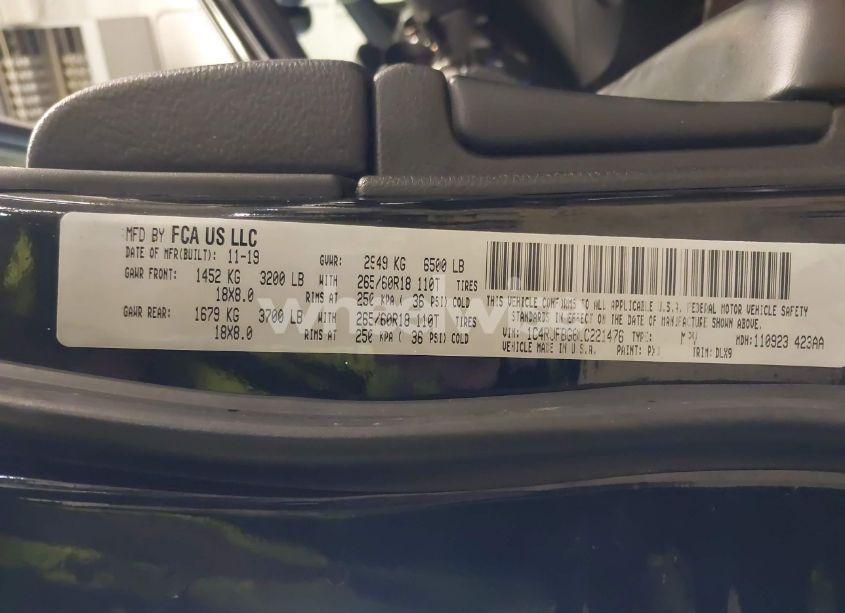 MFD BY FCA US LLC
DATE OF MFR(BUILT): 11-19 GVWR: 2949 KG 6500 LB
GAWR FRONT: 1452 KG 3200 LB WITH 265/60R18 110T TIRES
18X8.0 RIMS AT 250 KPA( 36 PSI) COLD
GAWR REAR: 1679 KG 3700 LB WITH 265/60R18 110T TIRES
18X8.0 RIMS AT 250 KPA( 36 PSI) COLD
THIS VEHICLE CONFORMS TO ALL APPLICABLE U.S.A. FEDERAL MOTOR VEHICLE SAFETY
STANDARDS IN EFFECT ON THE DATE OF MANUFACTURE SHOWN ABOVE.
VIN: 1C4RJFBG6LC221476 TYPE: MPV MDH: 110923 423AA
VEHICLE MADE IN U.S.A. PAINT: TRIM: DLX9